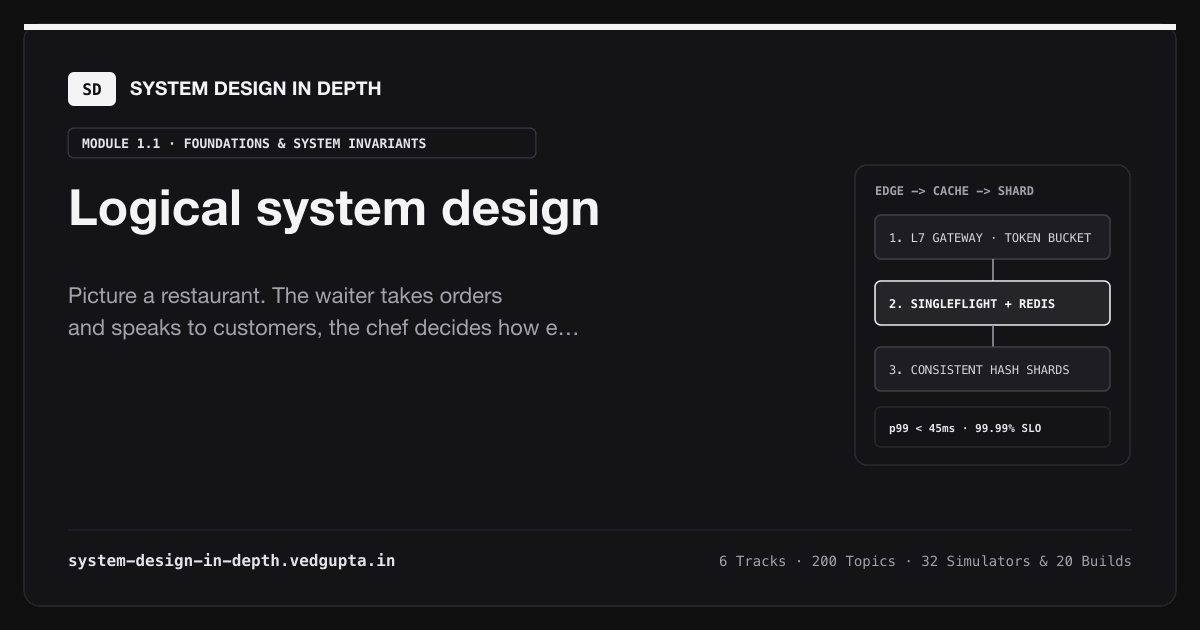 SD SYSTEM DESIGN IN DEPTH
MODULE 1.1 · FOUNDATIONS & SYSTEM INVARIANTS
Logical system design
Picture a restaurant. The waiter takes orders
and speaks to customers, the chef decides how e…
EDGE —> CACHE —> SHARD
1. L7 GATEWAY · TOKEN BUCKET
2. SINGLEFLIGHT + REDIS
3. CONSISTENT HASH SHARDS
p99 < 45ms · 99.99% SLO
system-design-in-depth.vedgupta.in
6 Tracks · 200 Topics · 32 Simulators & 20 Builds